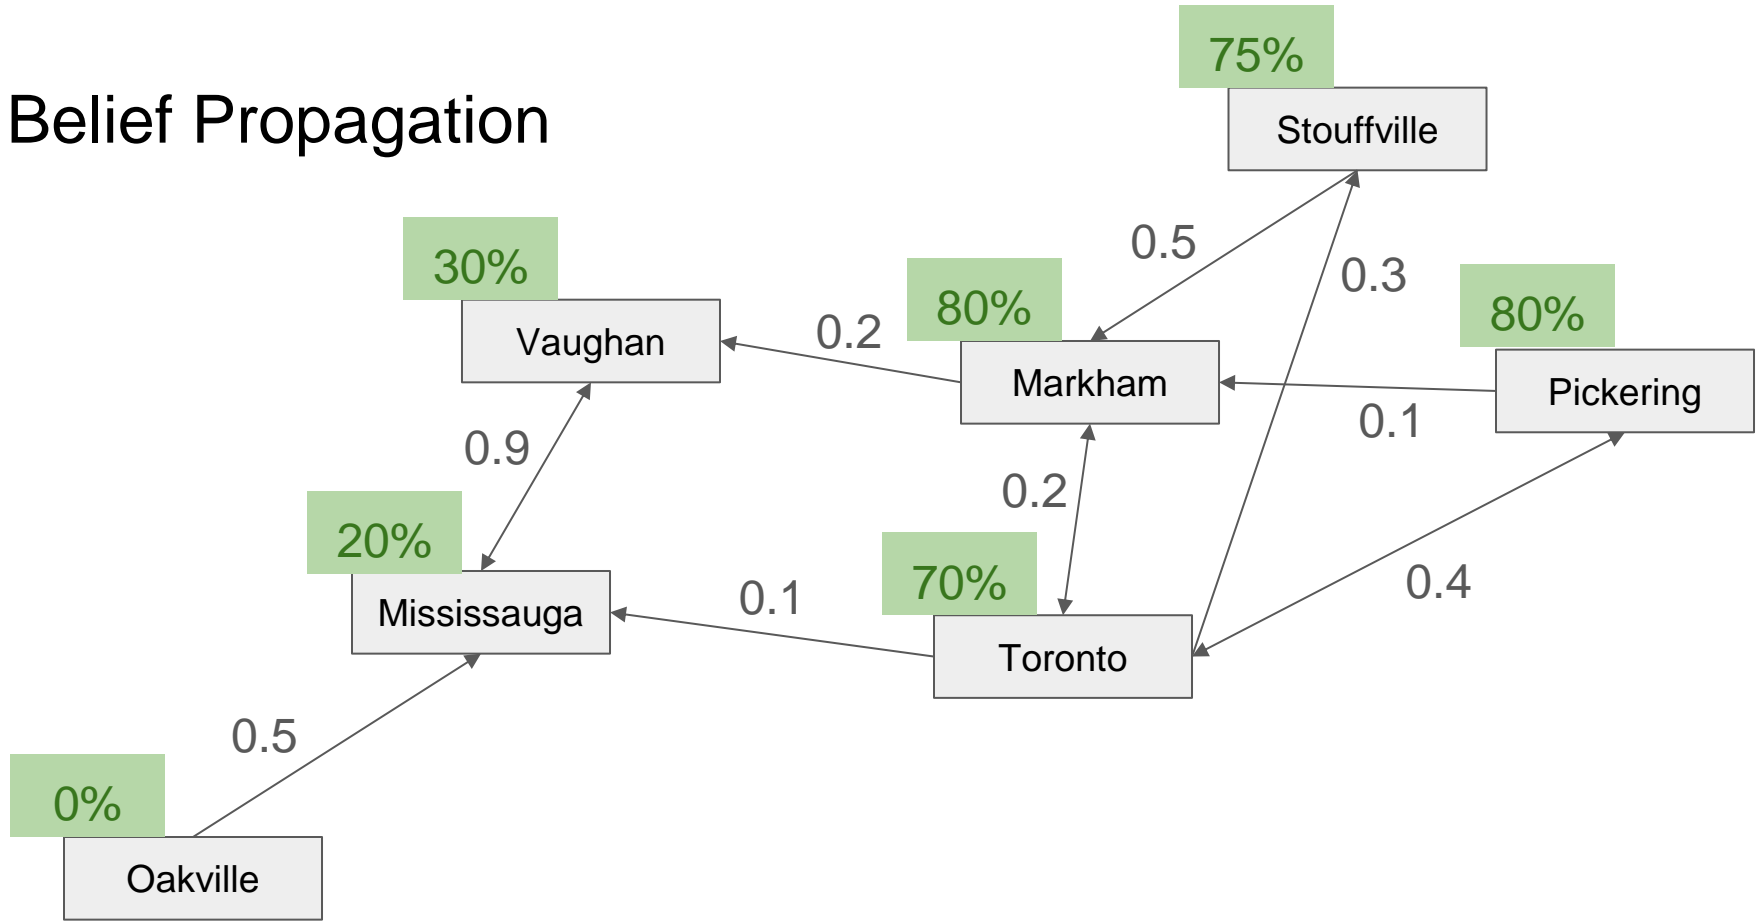 Belief Propagation
75%
Stouffville
0.5
0.3
30%
Vaughan
0.2
80%
Markham
80%
Pickering
0.1
0.9
0.2
0.4
20%
Mississauga
0.1
70%
Toronto
0.5
0%
Oakville